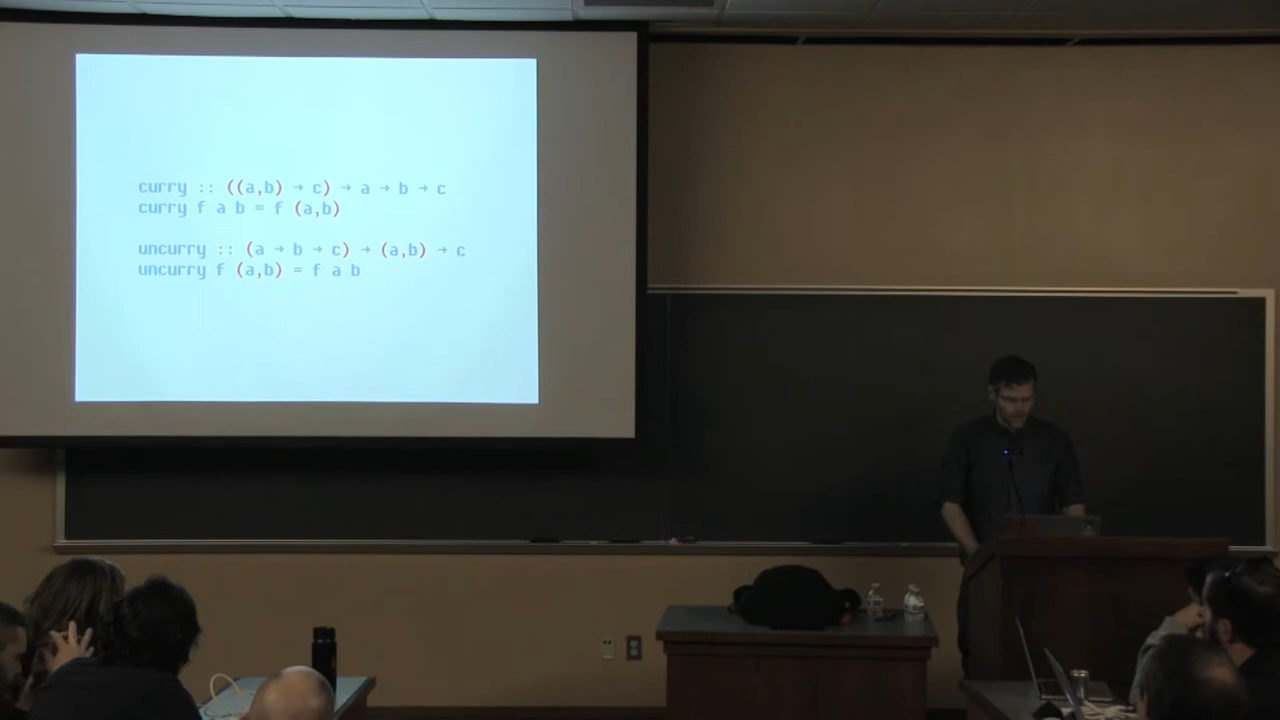 curry :: ((a,b) → c) → a → b → c
curry f a b = f (a,b)
uncurry :: (a → b → c) → (a,b) → c
uncurry f (a,b) = f a b